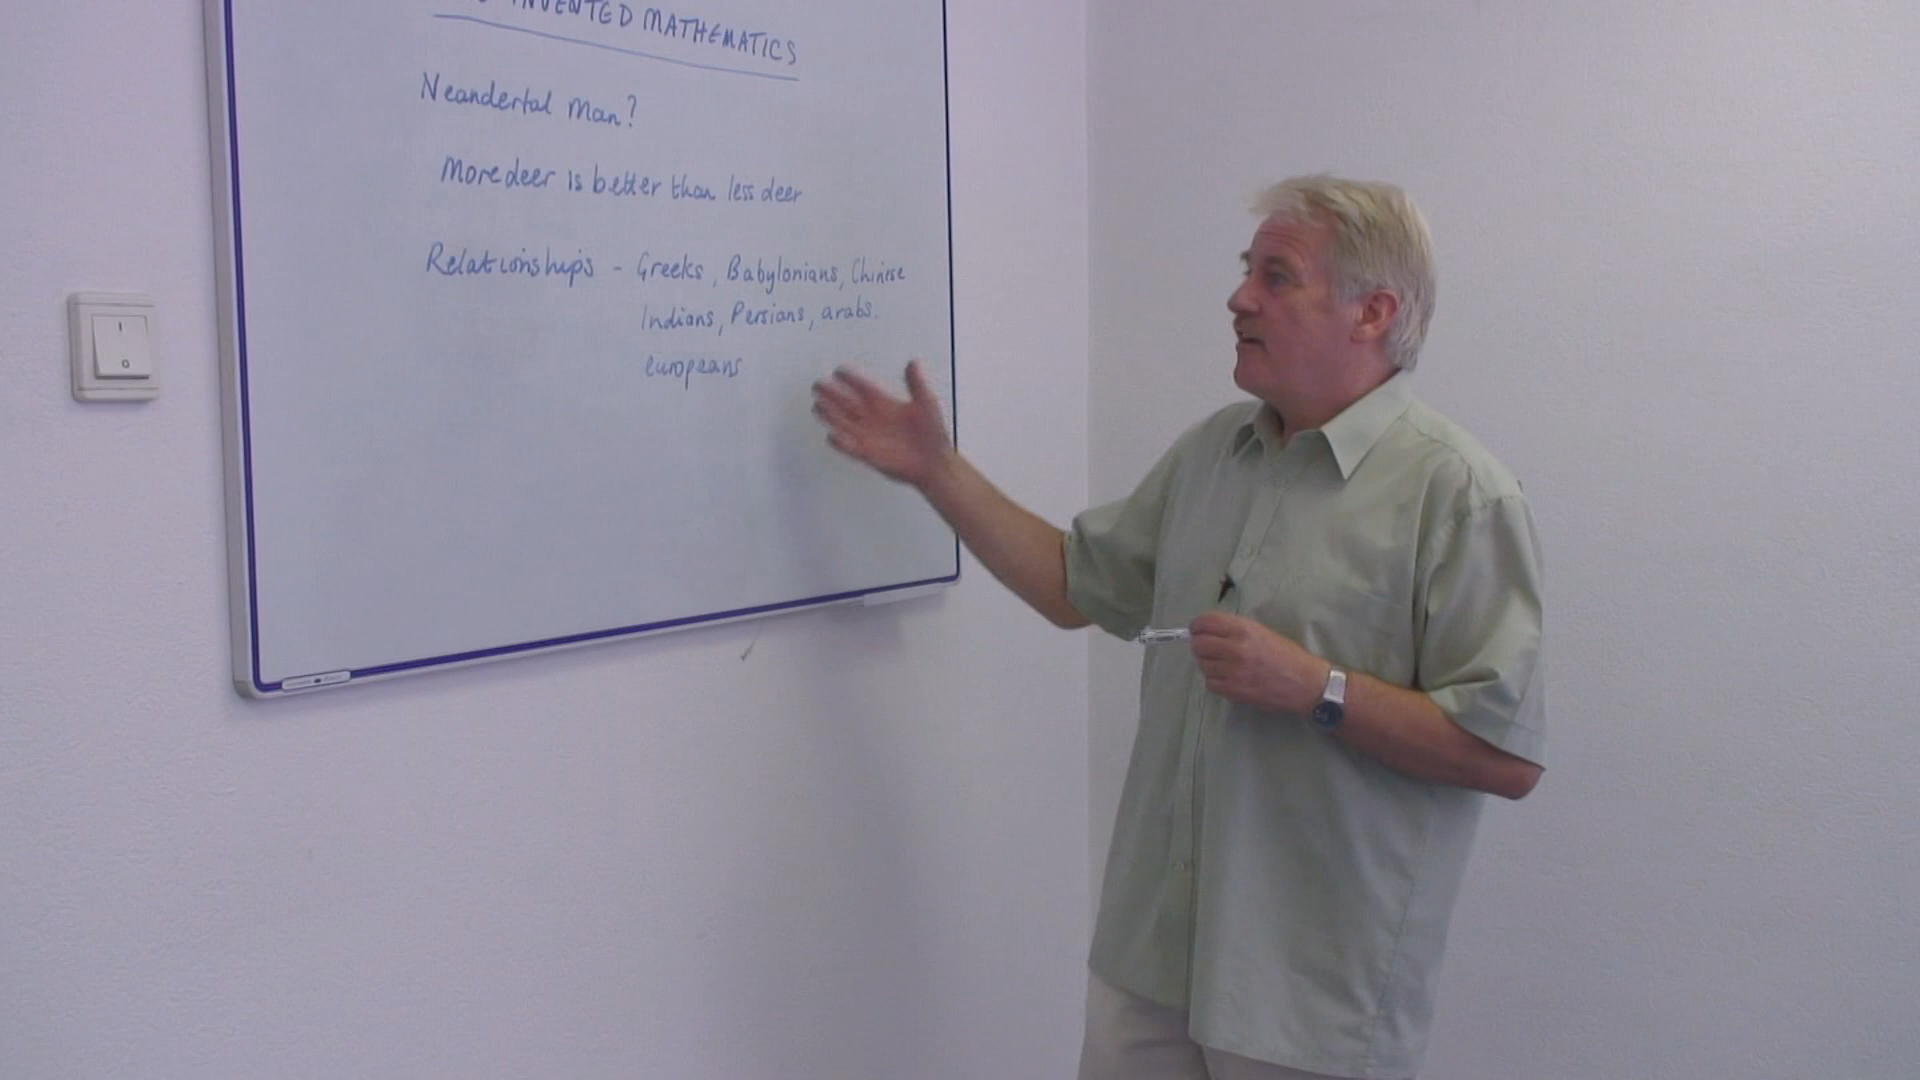 INVENTED MATHEMATICS
Neandertal Man?
More deer is better than less deer
Relationships - Greeks, Babylonians, Chinese
Indians, Persians, arabs.
europeans